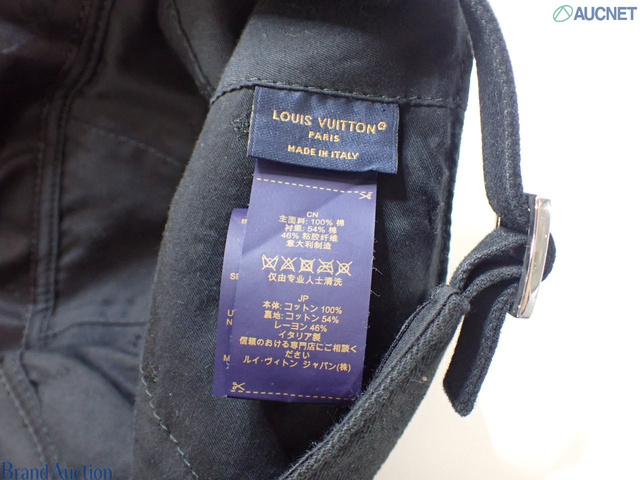 AUCNET
LOUIS VUITTON
PARIS
MADE IN ITALY
CN
主面料: 100% 棉
衬里: 54% 棉
46% 粘胶纤维
意大利制造
仅由专业人士清洗
JP
本体: コットン 100%
裏地: コットン 54%
レーヨン 46%
イタリア製
信頼のおける専門店にご相談く
ださい
ルイ・ヴィトン ジャパン(株)
Brand Auction